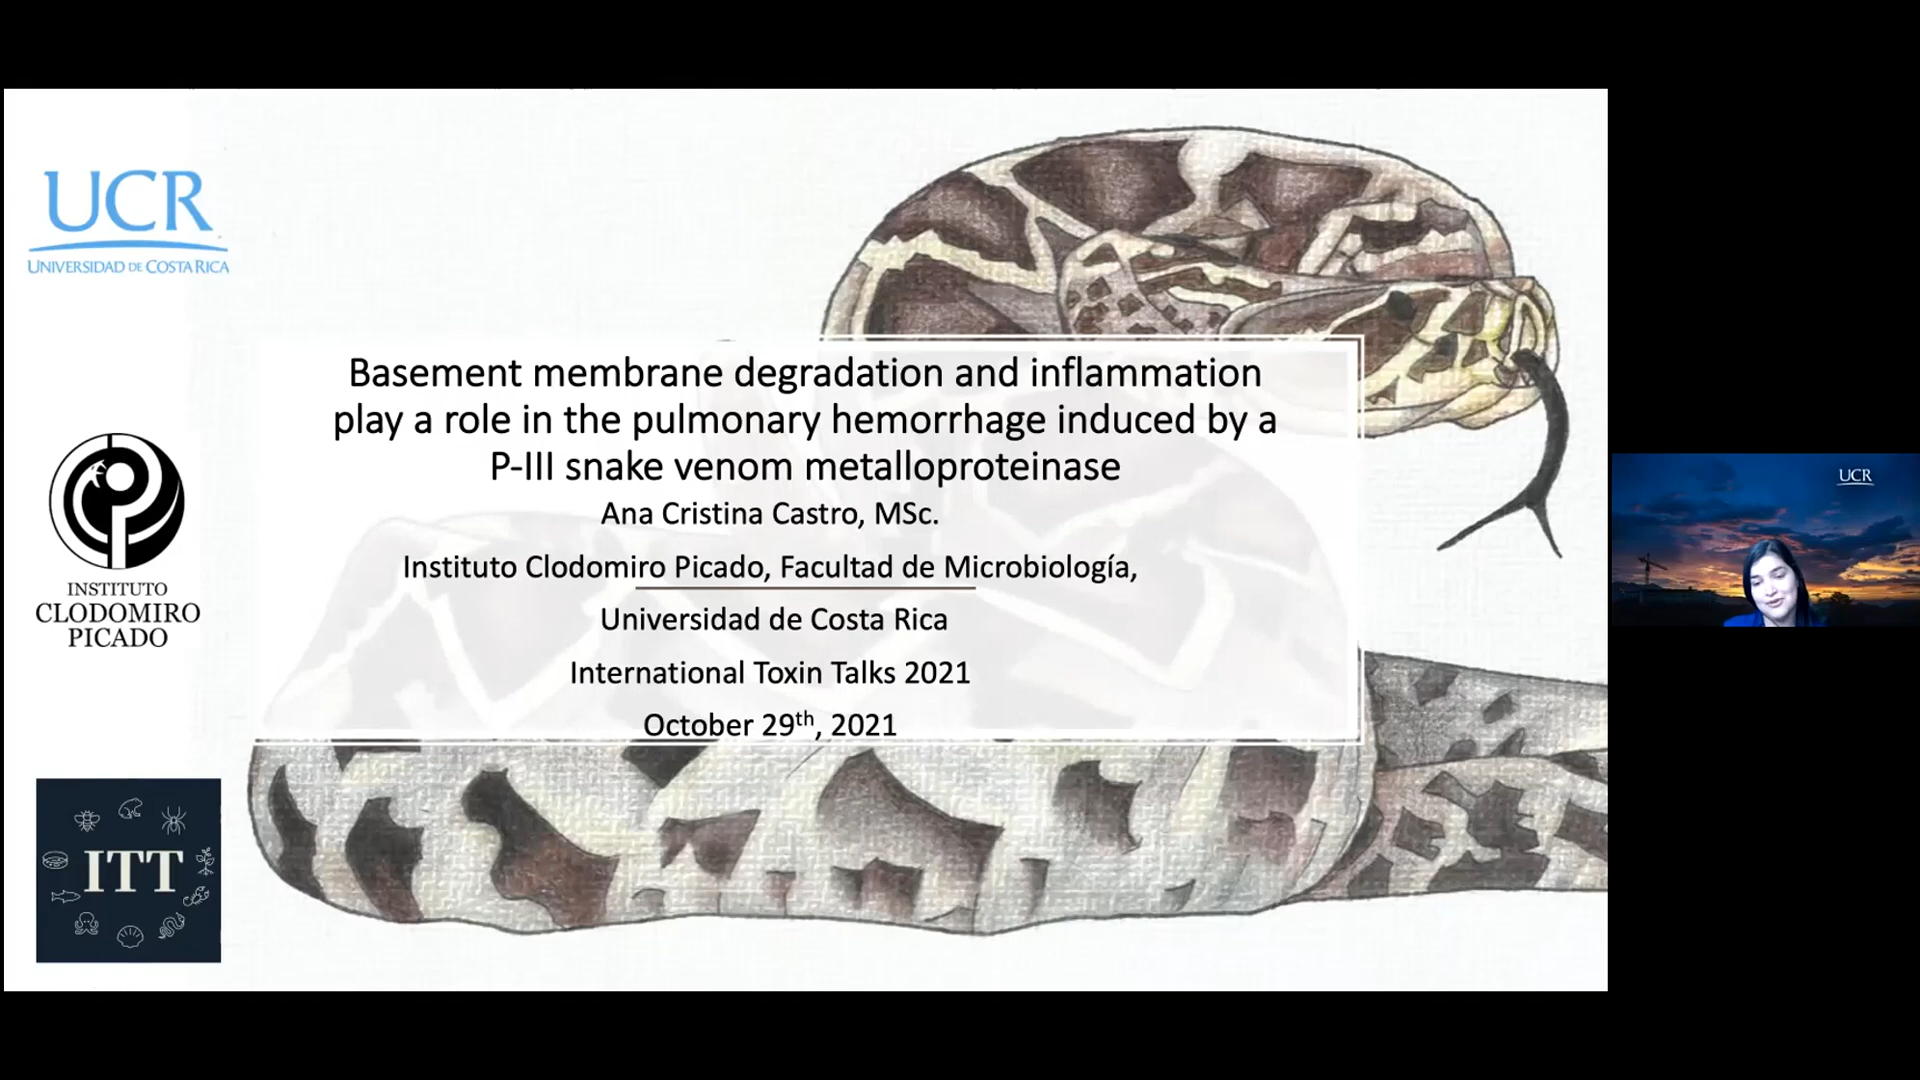 UCR
UNIVERSIDAD DE COSTA RICA
INSTITUTO
CLODOMIRO
PICADO
ITT
Basement membrane degradation and inflammation
play a role in the pulmonary hemorrhage induced by a
P-III snake venom metalloproteinase
Ana Cristina Castro, MSc.
Instituto Clodomiro Picado, Facultad de Microbiología,
Universidad de Costa Rica
International Toxin Talks 2021
October 29th, 2021
UCR